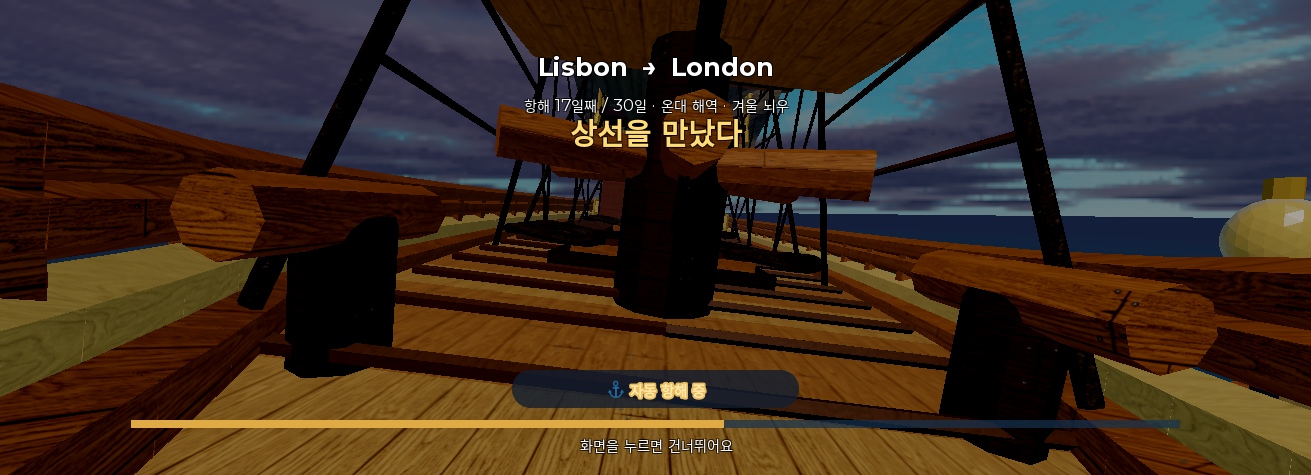 Lisbon → London
항해 17일째 / 30일 · 온대 해역 · 겨울 뇌우
상선을 만났다
⚓ 자동 항해 중
화면을 누르면 건너뛰어요